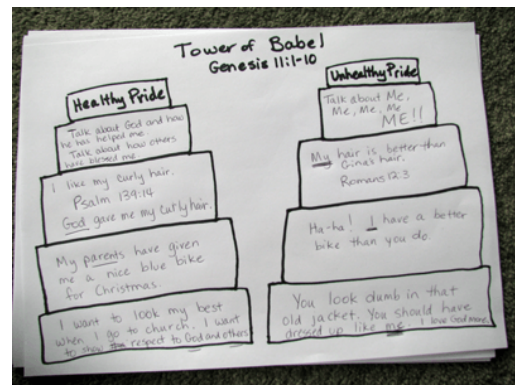 Tower of Babel
Genesis 11:1-10
Healthy Pride
Talk about God and how
he has helped me.
Talk about how others
have blessed me
I like my curly hair.
Psalm 139:14
God gave me my curly hair.
My parents have given
me a nice blue bike
for Christmas.
I want to look my best
when I go to church. I want
to show respect to God and others
Unhealthy Pride
Talk about Me,
Me, Me, Me
ME!!
My hair is better than
Gina's hair.
Romans 12:3
Ha-ha! I have a better
bike than you do.
You look dumb in that
old jacket. You should have
dressed up like me. I love God more.